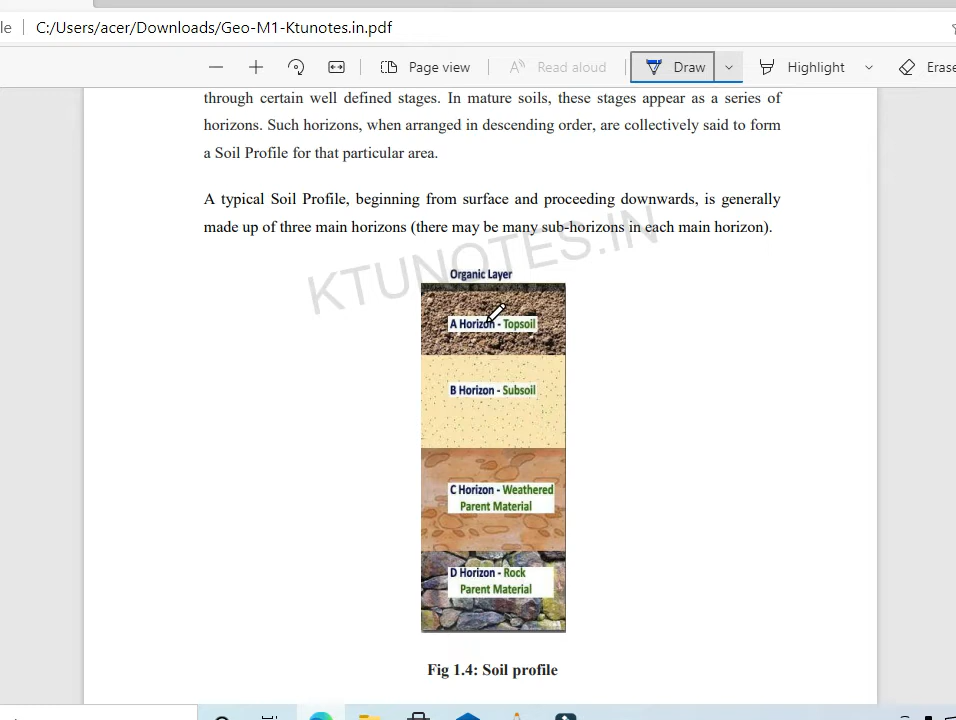 le
C:/Users/acer/Downloads/Geo-M1-Ktunotes.in.pdf
Page view
Read aloud
Draw
Highlight
Erase
through certain well defined stages. In mature soils, these stages appear as a series of
horizons. Such horizons, when arranged in descending order, are collectively said to form
a Soil Profile for that particular area.
A typical Soil Profile, beginning from surface and proceeding downwards, is generally
made up of three main horizons (there may be many sub-horizons in each main horizon).
KTUNOTES.IN
Organic Layer
A Horizon - Topsoil
B Horizon - Subsoil
C Horizon - Weathered
Parent Material
D Horizon - Rock
Parent Material
Fig 1.4: Soil profile